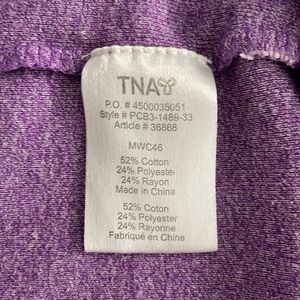 TNA
P.O. # 4500035051
Style # PCB3-1489-33
Article # 36868
MWC46
52% Cotton
24% Polyester
24% Rayon
Made in China
52% Coton
24% Polyester
24% Rayonne
Fabriqué en Chine